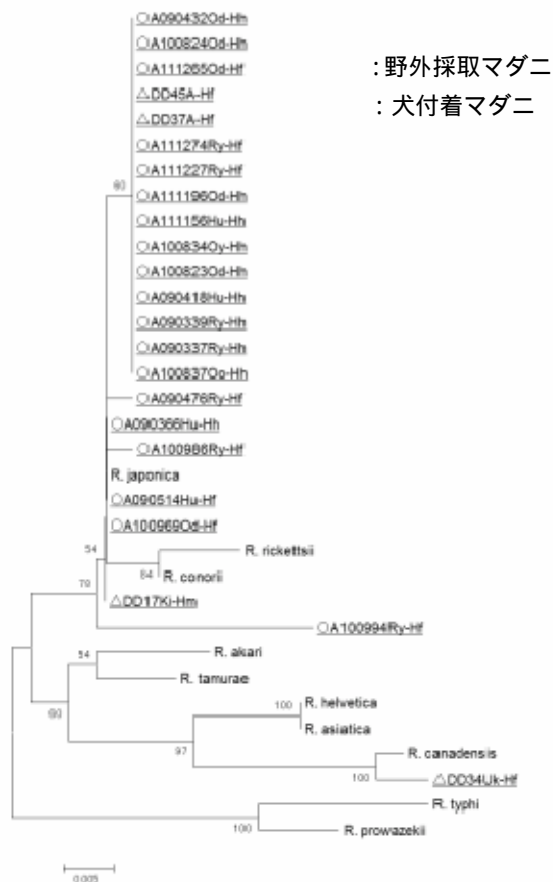 ○A090432Od-Hh
○A100824Od-Hh
○A111265Od-Hf
:野外採取マダニ
△DD45A-Hf
: 犬付着マダニ
△DD37A-Hf
○A111274Ry-Hf
○A111227Ry-Hf
○A111196Od-Hh
○A111156Hu-Hh
○A100834Oy-Hh
○A100823Od-Hh
○A090418Hu-Hh
○A090339Ry-Hh
○A090337Ry-Hh
○A100837Oo-Hh
○A090476Ry-Hf
○A090366Hu-Hh
○A100986Ry-Hf
R. japonica
○A090514Hu-Hf
○A100969Od-Hf
54
R. rickettsii
84
R. conorii
78
△DD17Ki-Hm
○A100994Ry-Hf
54
R. akari
R. tamurae
100
R. helvetica
R. asiatica
97
R. canadensis
100
△DD34Uk-Hf
R. typhi
100
R. prowazekii
0.005